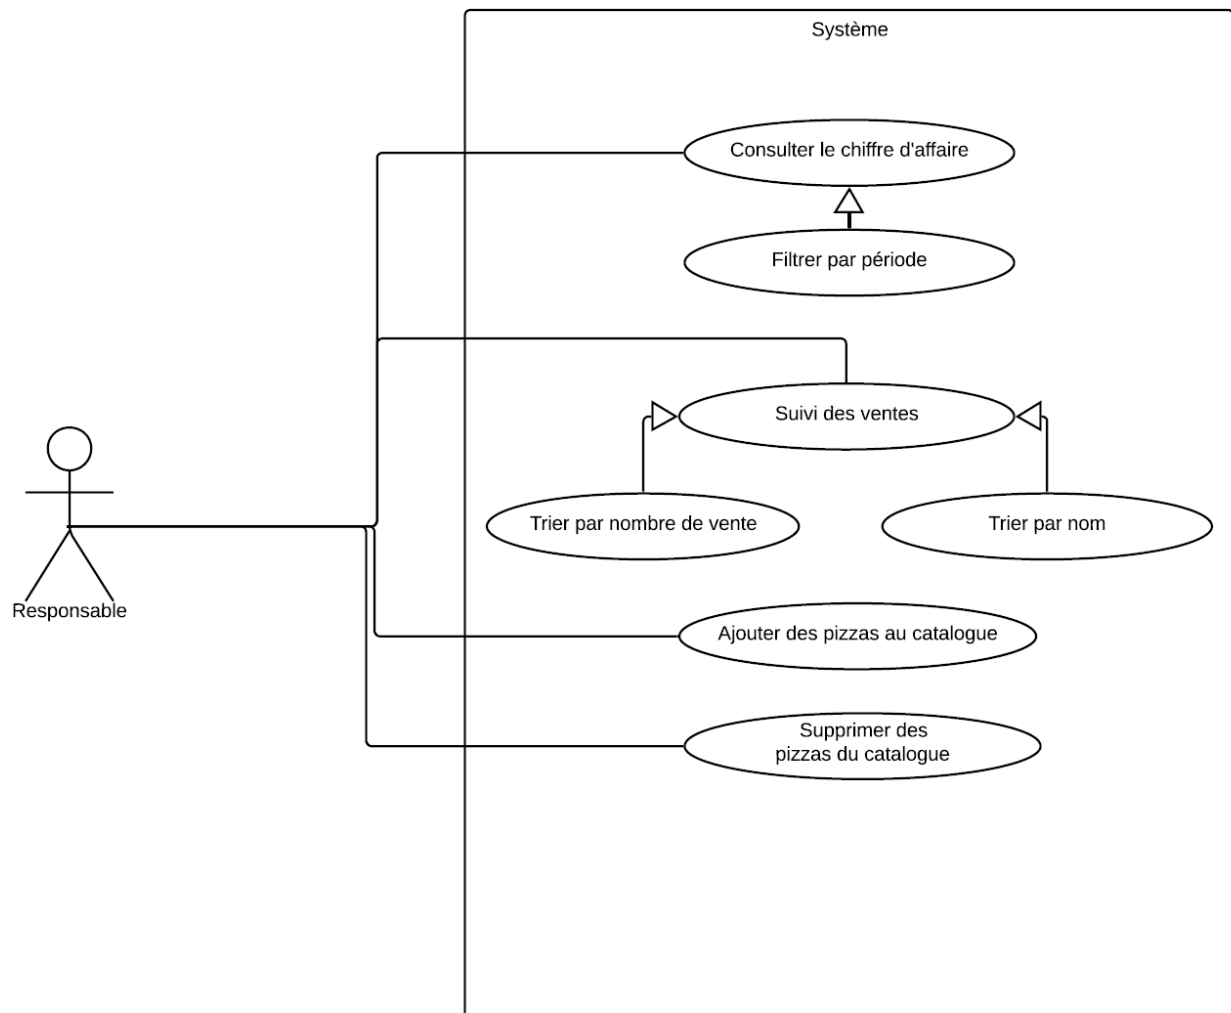 Système
Consulter le chiffre d'affaire
Filtrer par période
Suivi des ventes
Trier par nombre de vente
Trier par nom
Responsable
Ajouter des pizzas au catalogue
Supprimer des
pizzas du catalogue